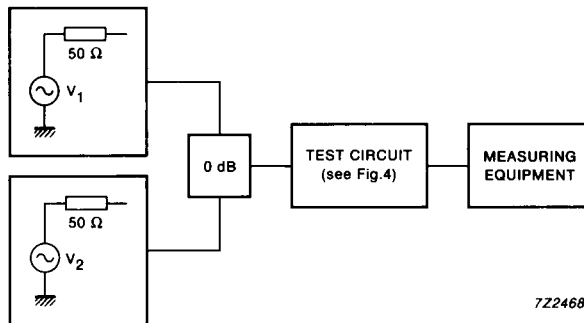 50 Ω
V1
0 dB
TEST CIRCUIT
(see Fig.4)
MEASURING
EQUIPMENT
50 Ω
V2
7Z2468